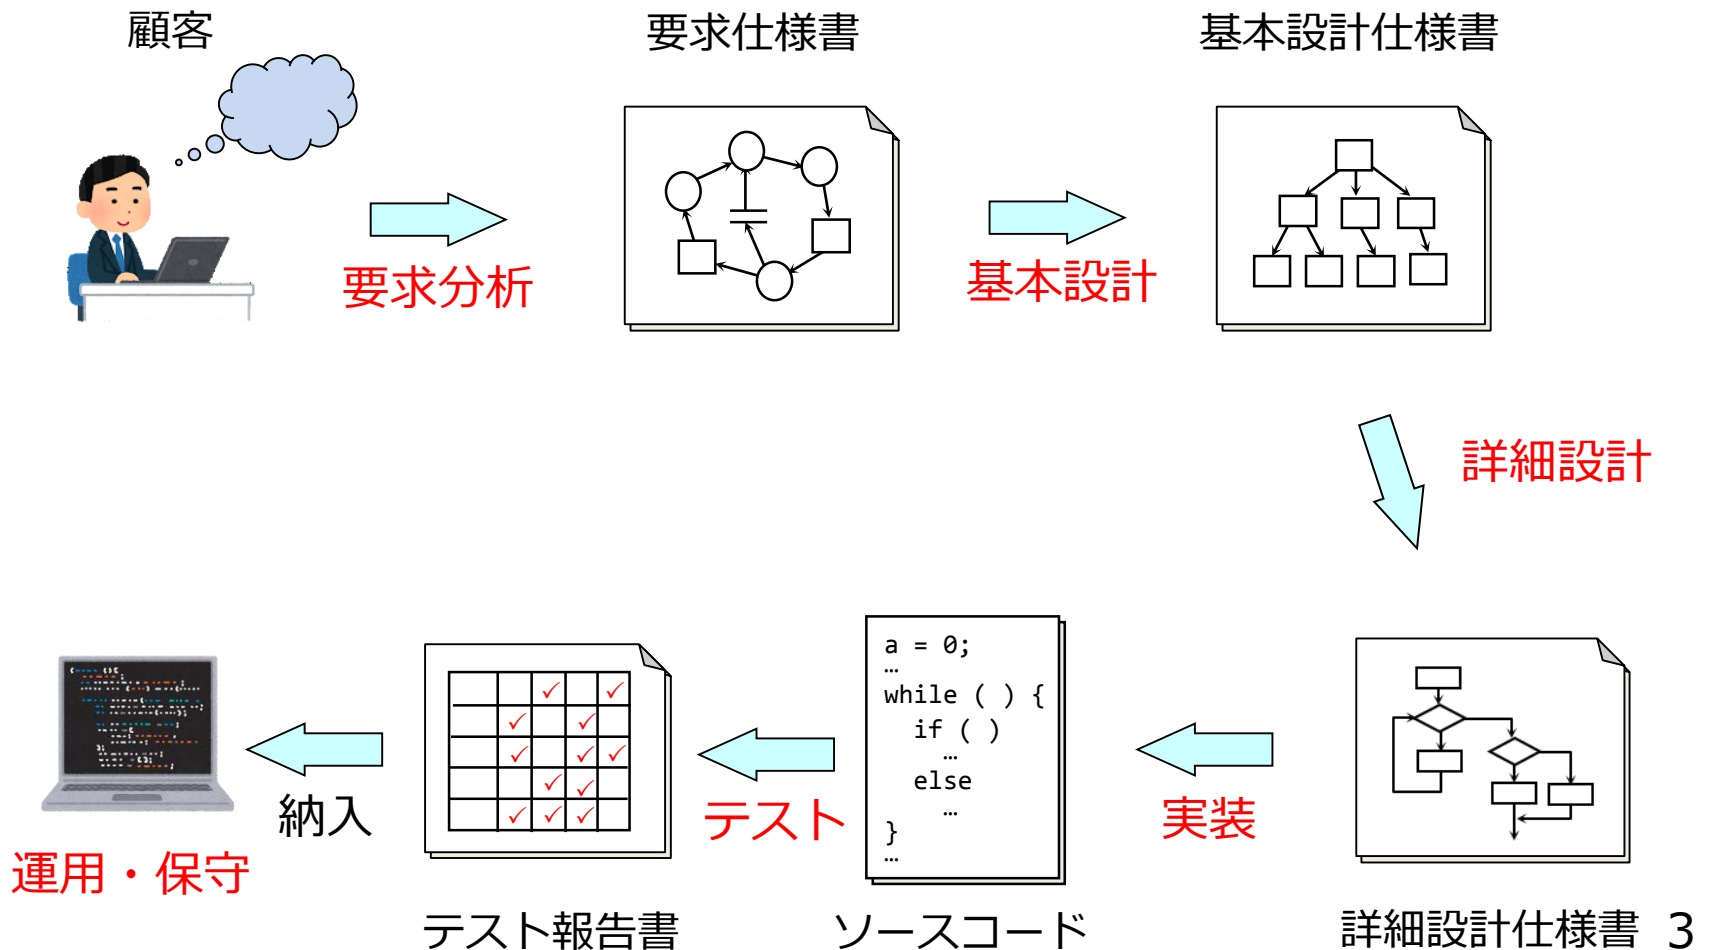 顧客
要求仕様書
基本設計仕様書
要求分析
基本設計
詳細設計
a = 0;
…
while ( ) {
if ( )
…
else
…
}
…
実装
テスト
納入
運用・保守
テスト報告書
ソースコード
詳細設計仕様書
3